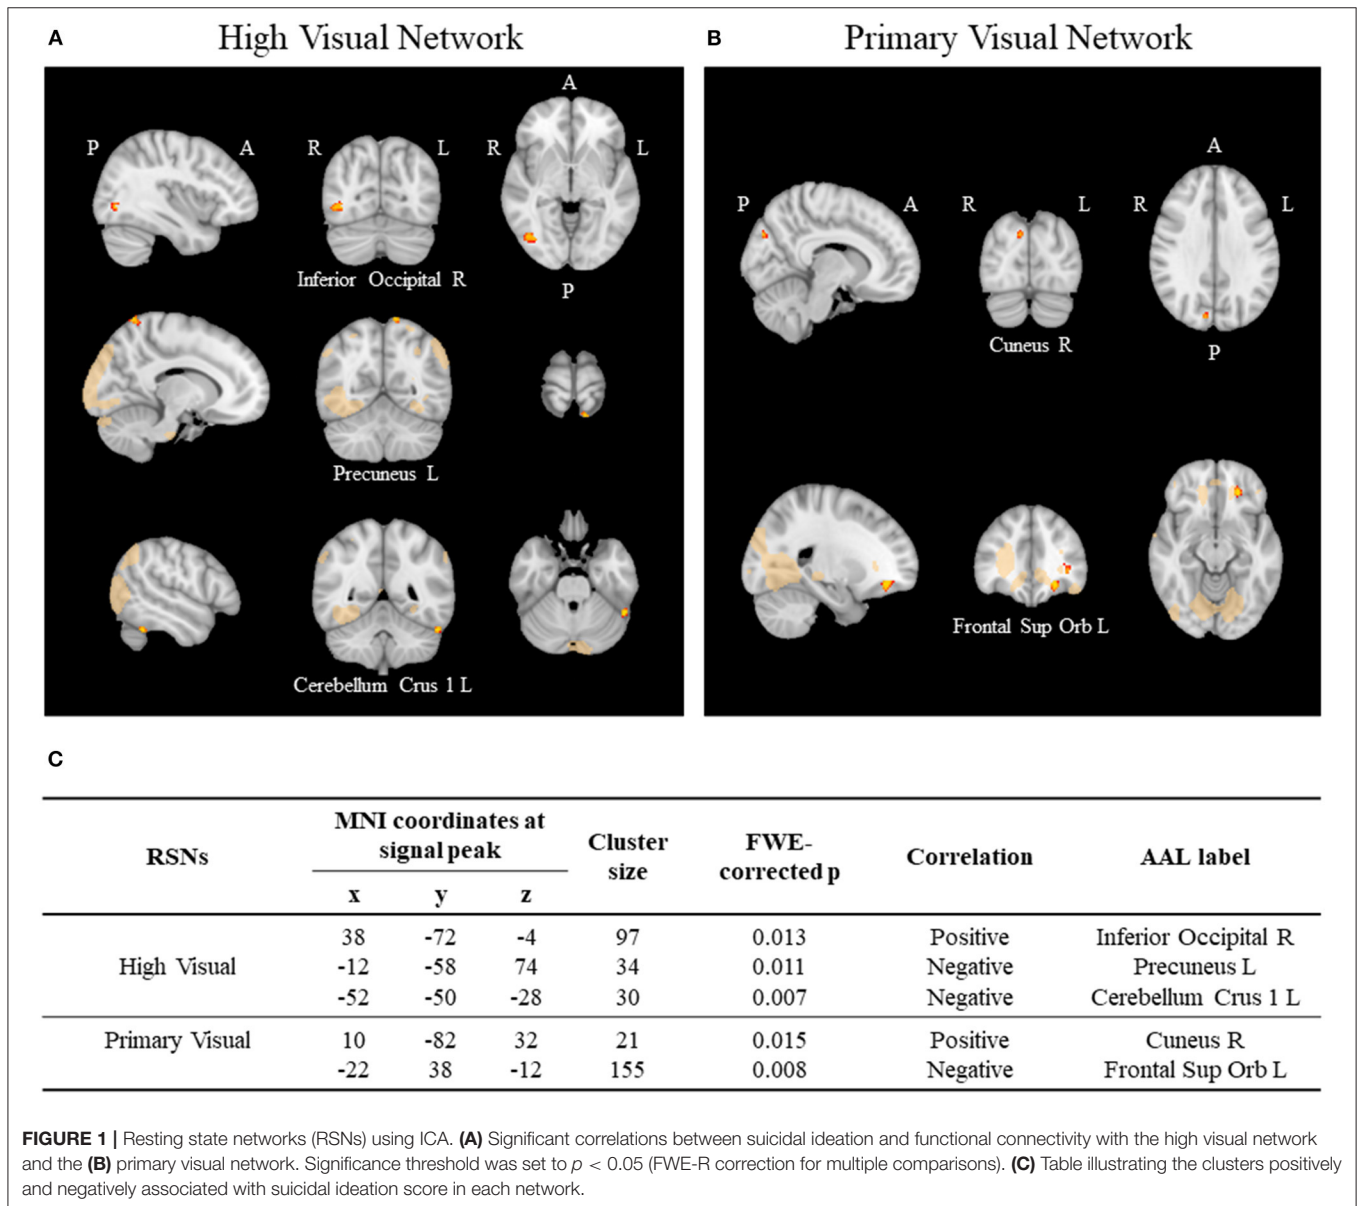 A High Visual Network
A
P A R L R L
Inferior Occipital R
P
Precuneus L
Cerebellum Crus 1 L
B Primary Visual Network
A
P A R L R L
Cuneus R
P
Frontal Sup Orb L
C
RSNs MNI coordinates at signal peak Cluster size FWE-corrected p Correlation AAL label
x y z
38 -72 -4 97 0.013 Positive Inferior Occipital R
High Visual -12 -58 74 34 0.011 Negative Precuneus L
-52 -50 -28 30 0.007 Negative Cerebellum Crus 1 L
Primary Visual 10 -82 32 21 0.015 Positive Cuneus R
-22 38 -12 155 0.008 Negative Frontal Sup Orb L
FIGURE 1 | Resting state networks (RSNs) using ICA. (A) Significant correlations between suicidal ideation and functional connectivity with the high visual network
and the (B) primary visual network. Significance threshold was set to p < 0.05 (FWE-R correction for multiple comparisons). (C) Table illustrating the clusters positively
and negatively associated with suicidal ideation score in each network.